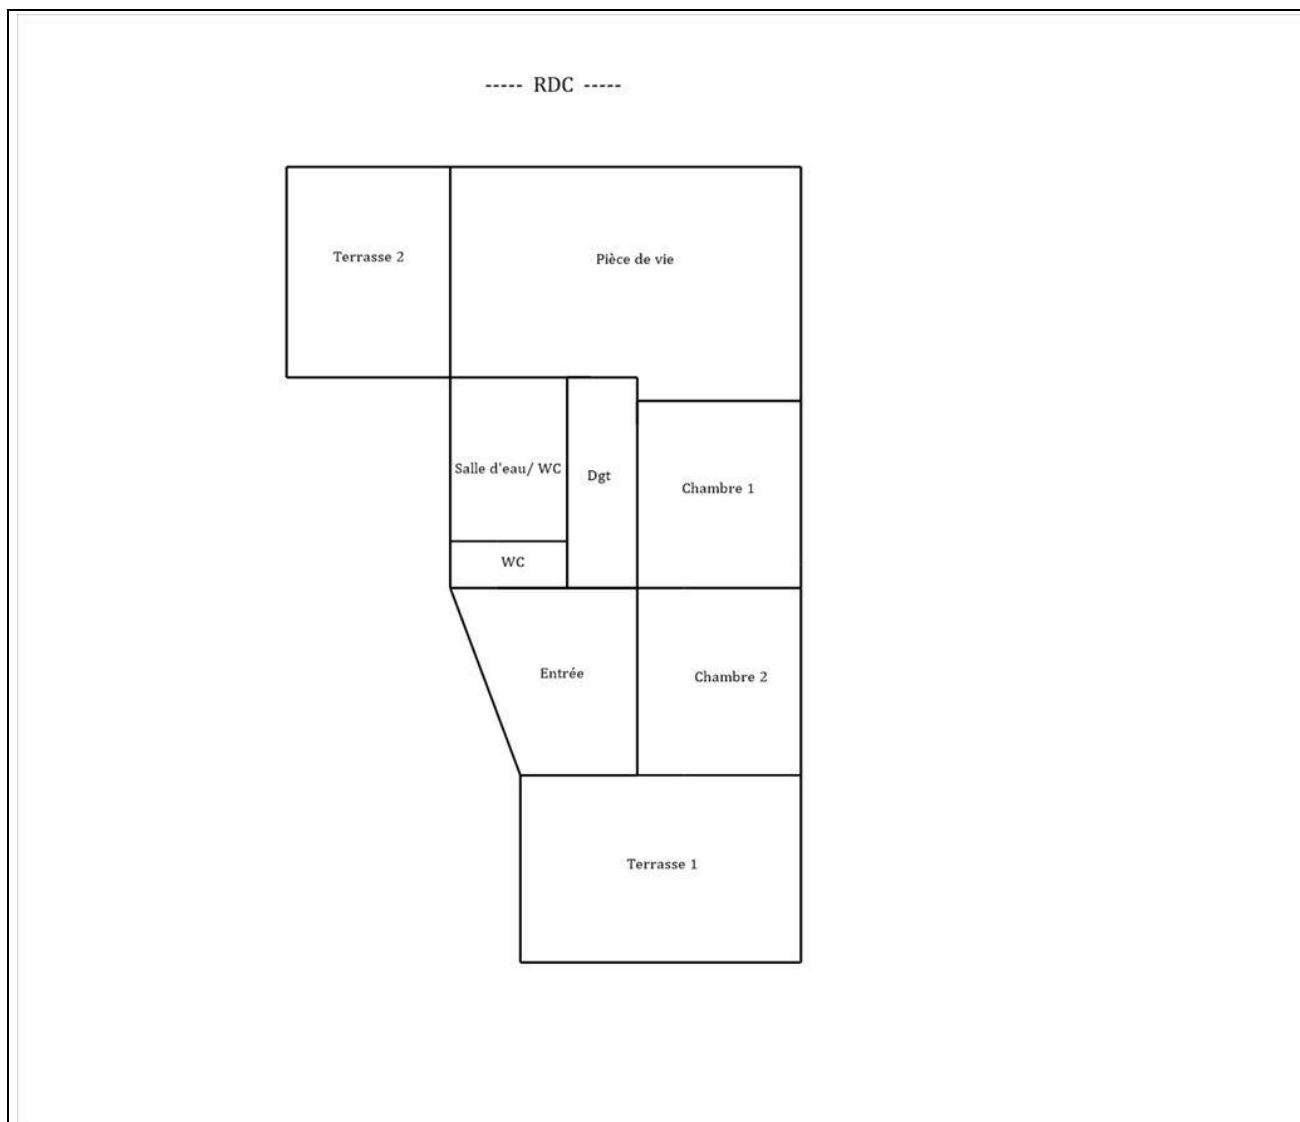 ----- RDC -----
Terrasse 2
Pièce de vie
Salle d'eau/ WC
Dgt
Chambre 1
WC
Entrée
Chambre 2
Terrasse 1